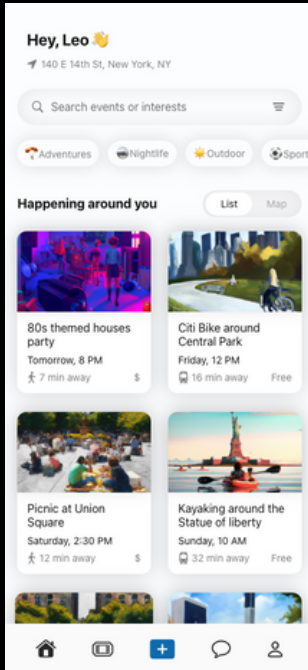 Hey, Leo 👋
140 E 14th St, New York, NY
Search events or interests
Adventures
Nightlife
Outdoor
Sport
Happening around you
List
Map
80s themed houses
party
Tomorrow, 8 PM
7 min away
$
Citi Bike around
Central Park
Friday, 12 PM
16 min away
Free
Picnic at Union
Square
Saturday, 2:30 PM
12 min away
$
Kayaking around the
Statue of liberty
Sunday, 10 AM
32 min away
Free